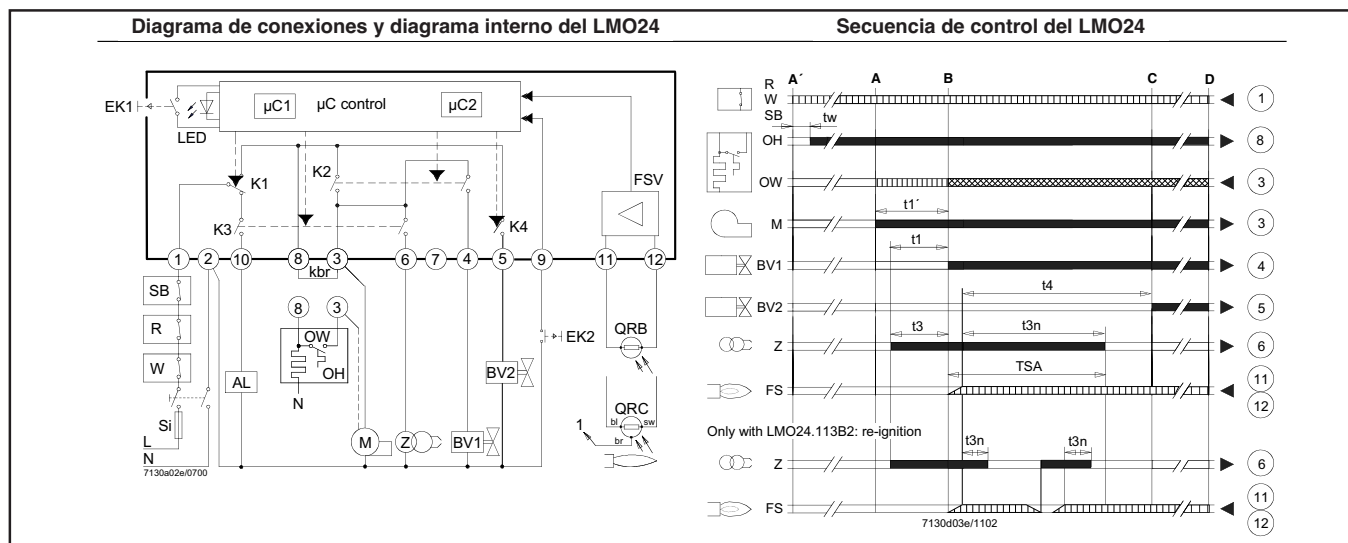 Diagrama de conexiones y diagrama interno del LMO24
EK1
LED
µC1
µC control
µC2
K1
K2
K3
K4
FSV
1
2
10
8
3
6
7
4
5
9
11
12
kbr
SB
R
W
Si
L
N
7130a02e/0700
AL
8
3
OW
OH
N
M
Z
BV1
BV2
EK2
QRB
QRC
bl
sw
br
1
Secuencia de control del LMO24
A´
A
B
C
D
R
W
SB
1
tw
OH
8
OW
3
t1´
M
3
t1
BV1
4
t4
BV2
5
t3
t3n
Z
6
TSA
FS
11
12
Only with LMO24.113B2: re-ignition
t3n
t3n
Z
6
FS
11
12
7130d03e/1102